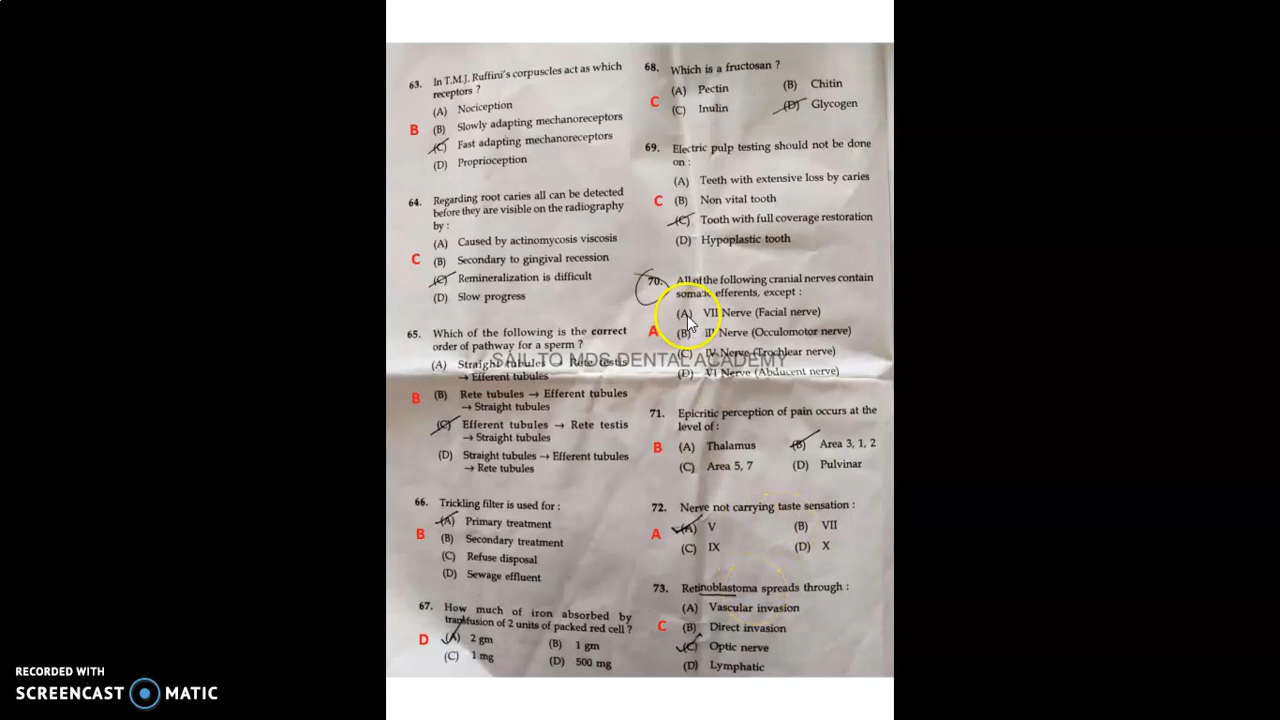 63. In T.M.J. Ruffini's corpuscles act as which
receptors ?
(A) Nociception
B (B) Slowly adapting mechanoreceptors
(C) Fast adapting mechanoreceptors
(D) Proprioception
64. Regarding root caries all can be detected
before they are visible on the radiography
by :
(A) Caused by actinomycosis viscosis
C (B) Secondary to gingival recession
(C) Remineralization is difficult
(D) Slow progress
65. Which of the following is the correct
order of pathway for a sperm ?
(A) Straight tubules → Rete testis
→ Efferent tubules
B (B) Rete tubules → Efferent tubules
→ Straight tubules
(C) Efferent tubules → Rete testis
→ Straight tubules
(D) Straight tubules → Efferent tubules
→ Rete tubules
66. Trickling filter is used for :
(A) Primary treatment
B (B) Secondary treatment
(C) Refuse disposal
(D) Sewage effluent
67. How much of iron absorbed by
tranfusion of 2 units of packed red cell ?
D (A) 2 gm (B) 1 gm
(C) 1 mg (D) 500 mg
68. Which is a fructosan ?
(A) Pectin (B) Chitin
C (C) Inulin (D) Glycogen
69. Electric pulp testing should not be done
on :
(A) Teeth with extensive loss by caries
C (B) Non vital tooth
(C) Tooth with full coverage restoration
(D) Hypoplastic tooth
70. All of the following cranial nerves contain
somatic efferents, except :
(A) VII Nerve (Facial nerve)
A (B) III Nerve (Occulomotor nerve)
(C) IV Nerve (Trochlear nerve)
SAIL TO MDS DENTAL ACADEMY
(D) VI Nerve (Abducent nerve)
71. Epicritic perception of pain occurs at the
level of :
B (A) Thalamus (B) Area 3, 1, 2
(C) Area 5, 7 (D) Pulvinar
72. Nerve not carrying taste sensation :
A (A) V (B) VII
(C) IX (D) X
73. Retinoblastoma spreads through :
(A) Vascular invasion
C (B) Direct invasion
(C) Optic nerve
(D) Lymphatic
RECORDED WITH
SCREENCAST MATIC